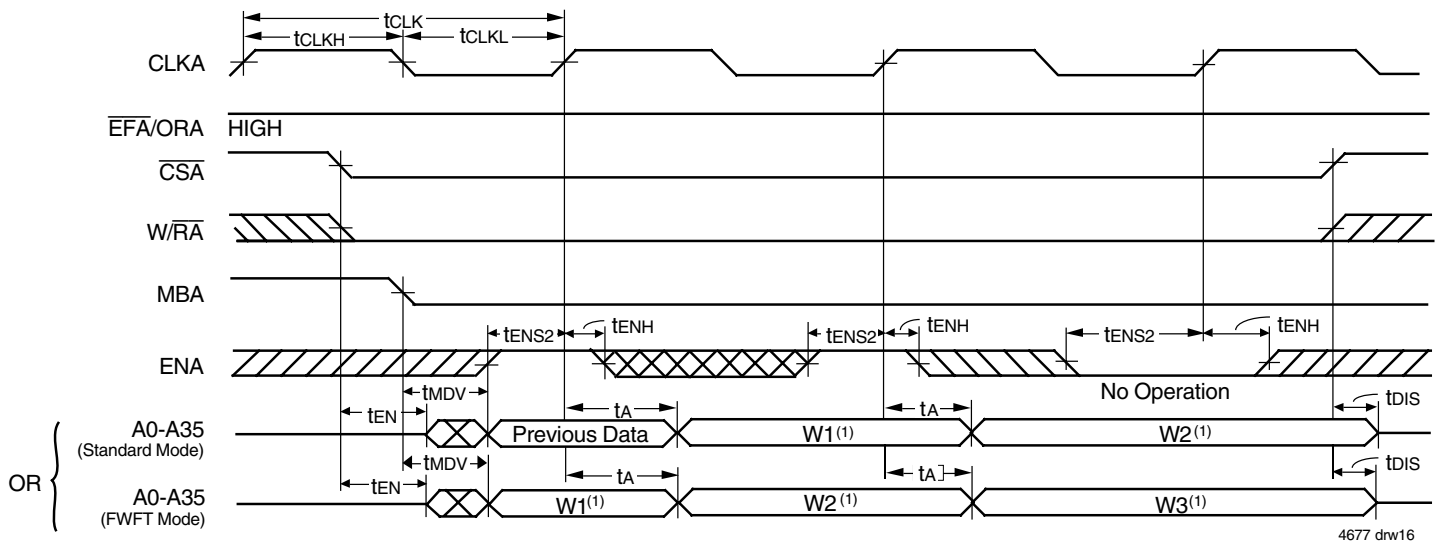 tCLK
tCLKH tCLKL
CLKA
EFA/ORA HIGH
CSA
W/RA
MBA
tENS2 tENH tENS2 tENH tENS2 tENH
ENA
No Operation
tMDV
tEN tA tA tDIS
A0-A35 Previous Data W1(1) W2(1)
(Standard Mode)
OR
tMDV
tEN tA tA tDIS
A0-A35 W1(1) W2(1) W3(1)
(FWFT Mode)
4677 drw16